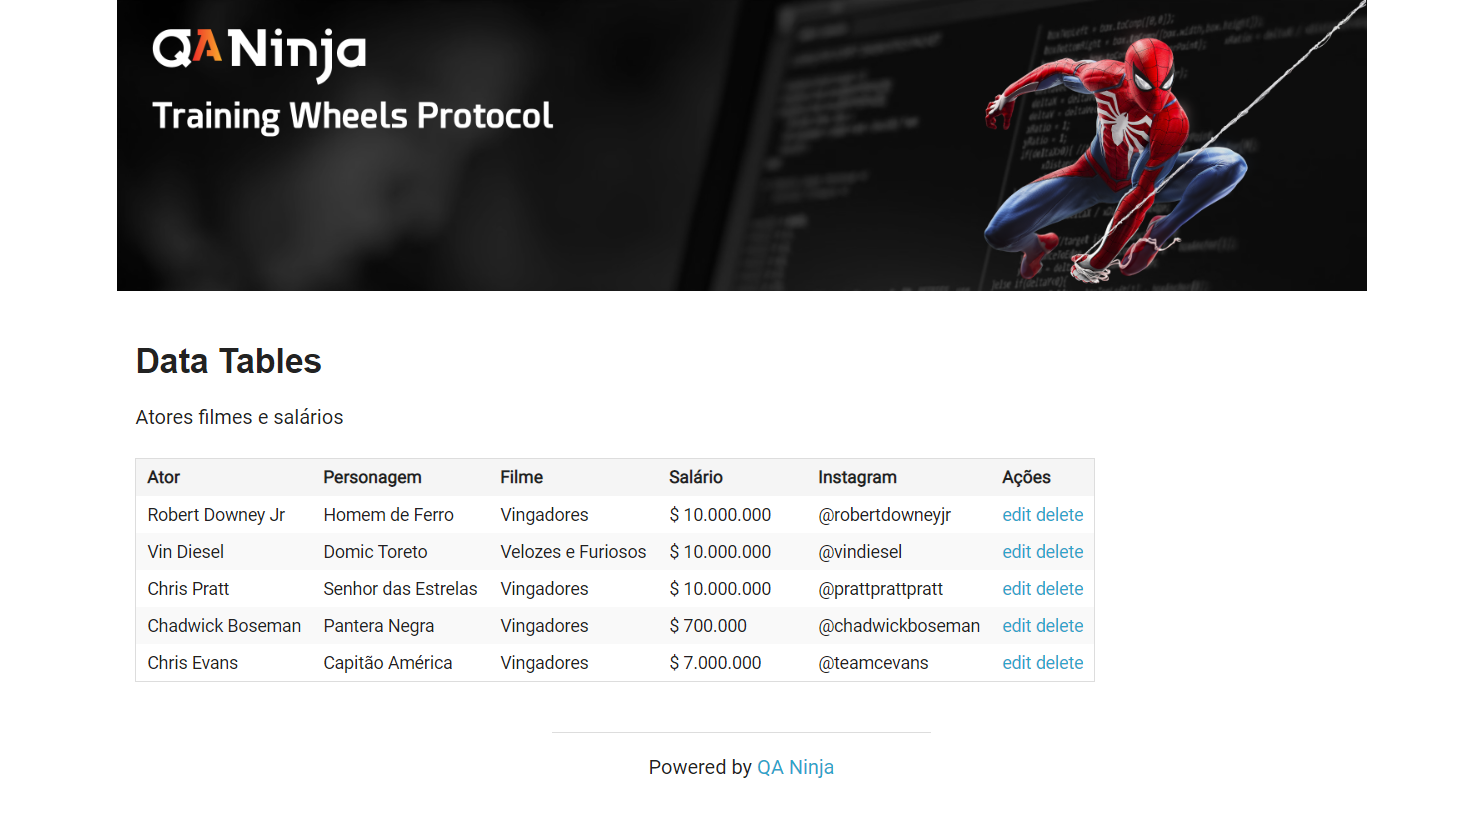 QANinja
Training Wheels Protocol
Data Tables
Atores filmes e salários
Ator Personagem Filme Salário Instagram Ações
Robert Downey Jr Homem de Ferro Vingadores $ 10.000.000 @robertdowneyjr edit delete
Vin Diesel Domic Toreto Velozes e Furiosos $ 10.000.000 @vindiesel edit delete
Chris Pratt Senhor das Estrelas Vingadores $ 10.000.000 @prattprattpratt edit delete
Chadwick Boseman Pantera Negra Vingadores $ 700.000 @chadwickboseman edit delete
Chris Evans Capitão América Vingadores $ 7.000.000 @teamcevans edit delete
Powered by QA Ninja